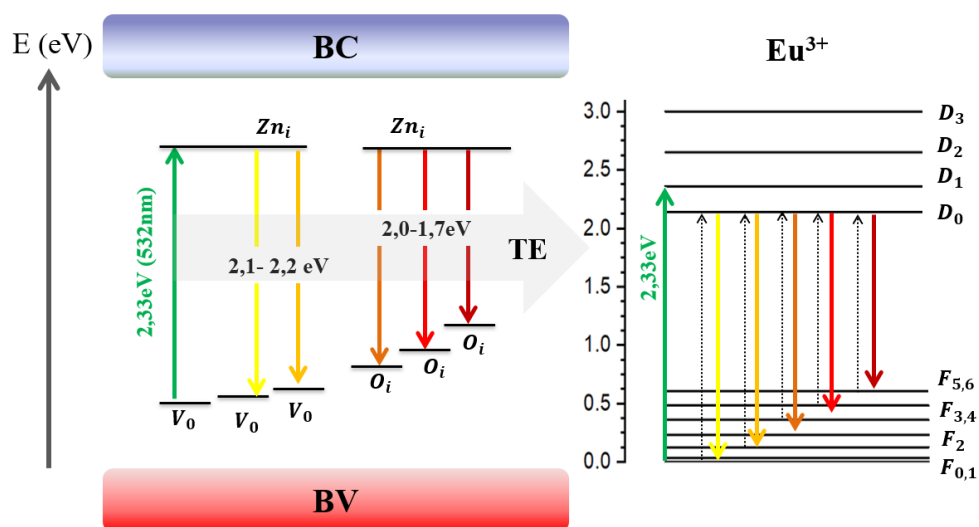 E (eV)
BC
Eu³⁺
Znᵢ
Znᵢ
2,33eV (532nm)
2,1- 2,2 eV
2,0-1,7eV
TE
V₀
V₀
V₀
Oᵢ
Oᵢ
Oᵢ
BV
3.0
2.5
2.0
1.5
1.0
0.5
0.0
2,33eV
D₃
D₂
D₁
D₀
F₅,₆
F₃,₄
F₂
F₀,₁